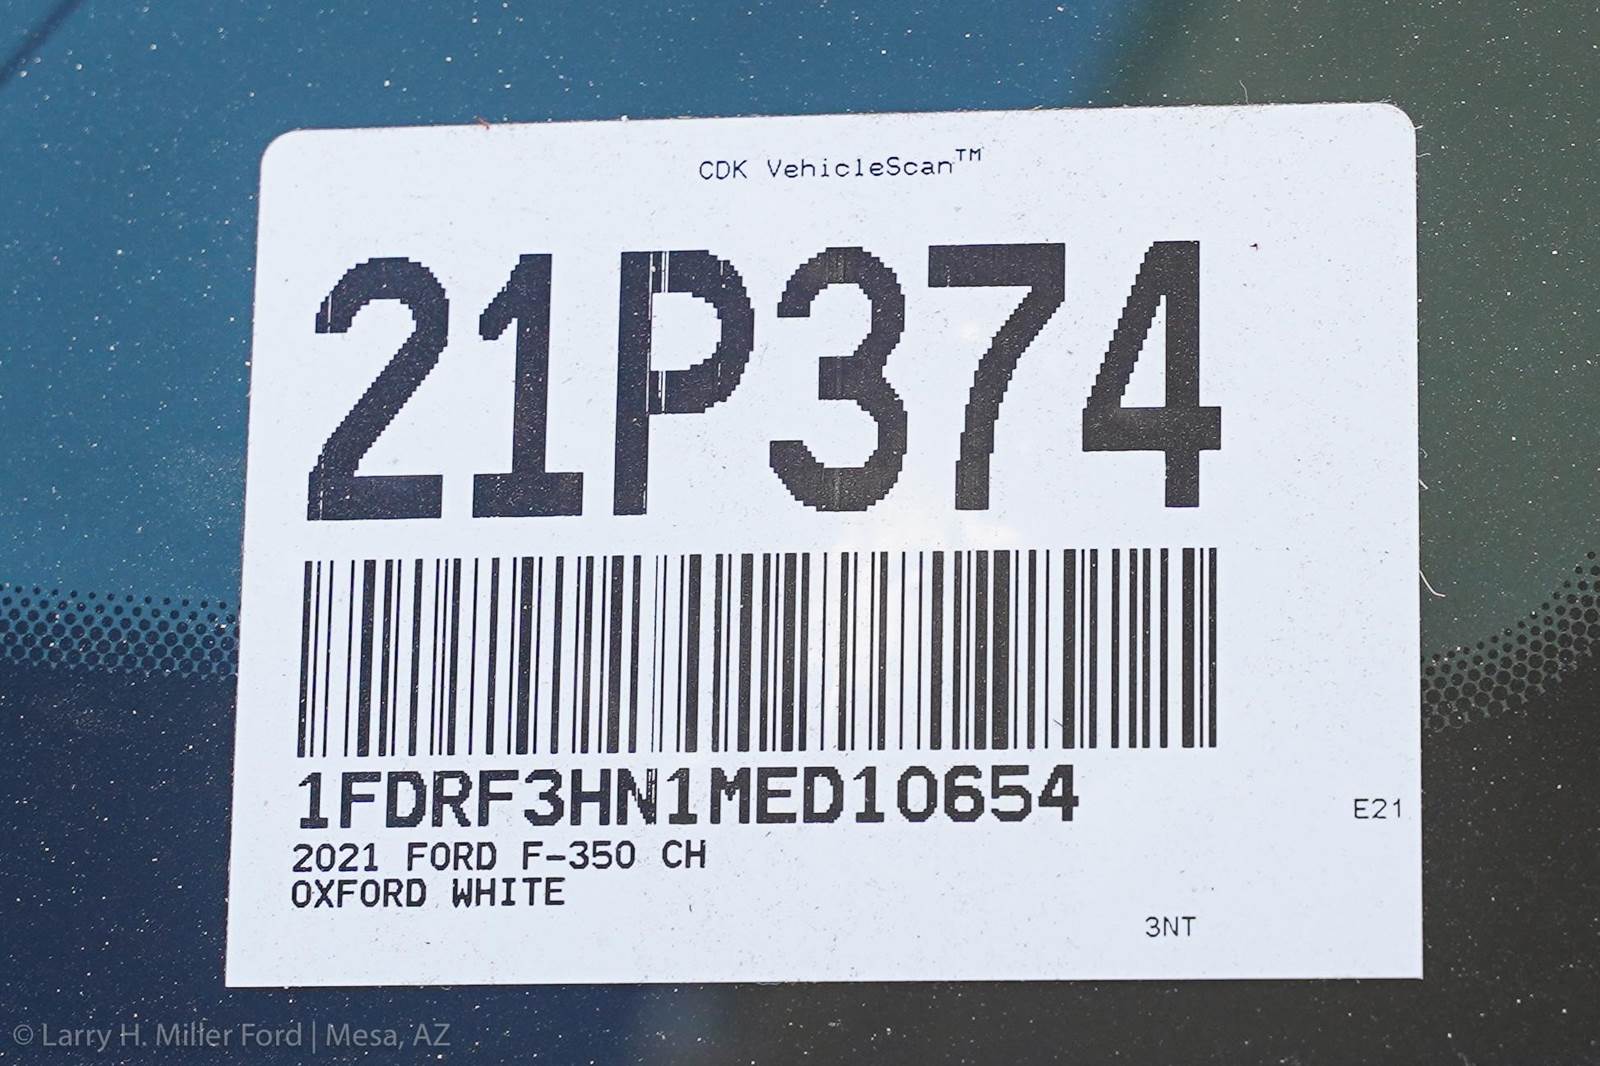 CDK VehicleScan™
21P374
1FDRF3HN1MED10654
2021 FORD F-350 CH
OXFORD WHITE
E21
3NT
© Larry H. Miller Ford | Mesa, AZ